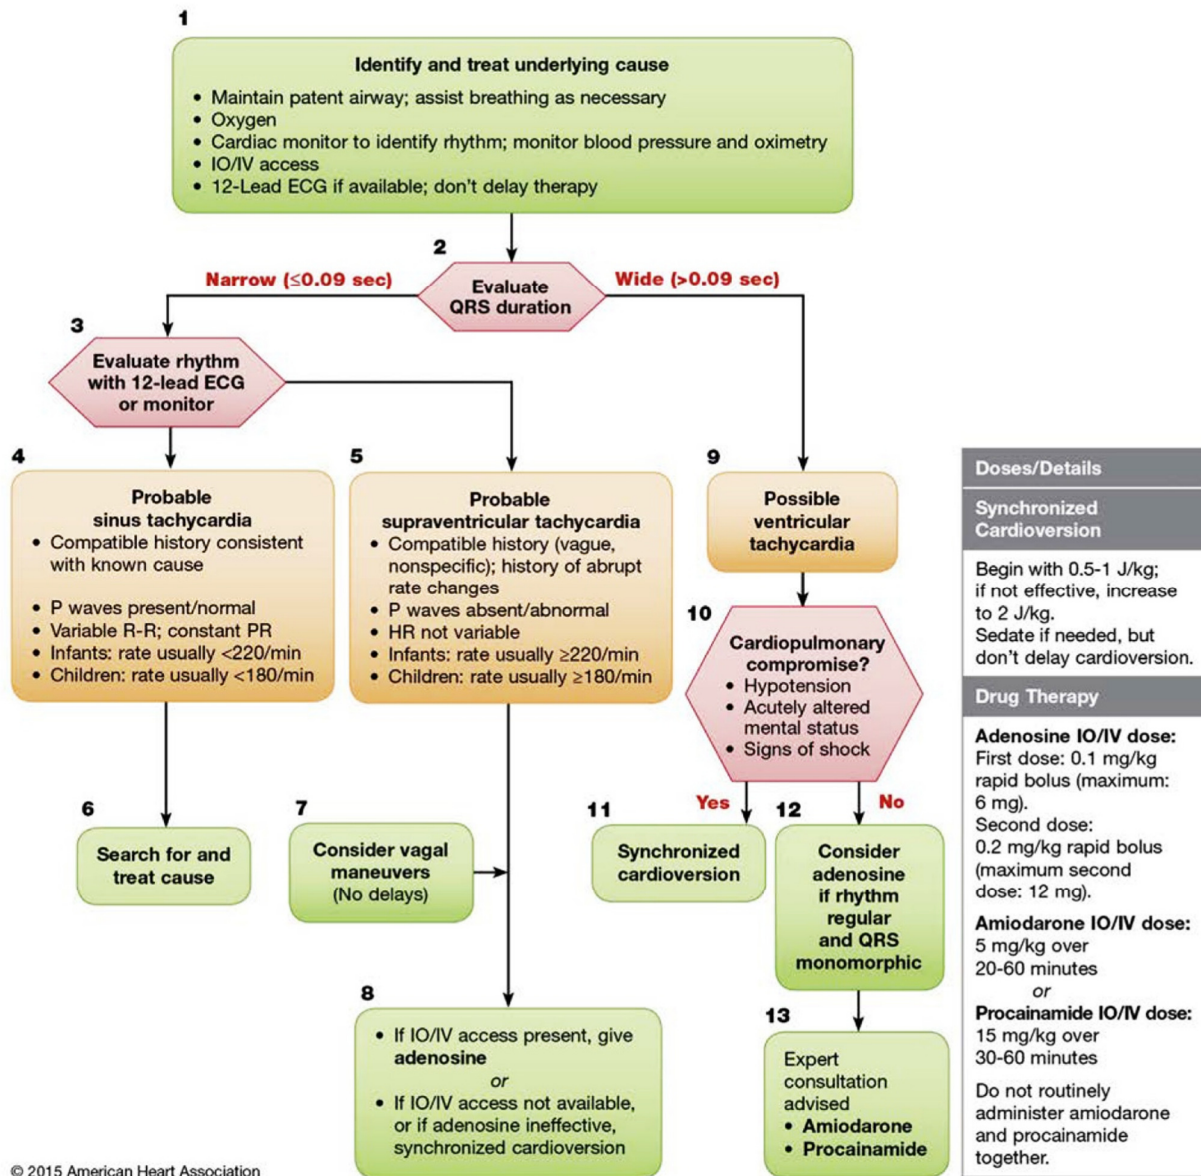 1
Identify and treat underlying cause
• Maintain patent airway; assist breathing as necessary
• Oxygen
• Cardiac monitor to identify rhythm; monitor blood pressure and oximetry
• IO/IV access
• 12-Lead ECG if available; don't delay therapy
2
Narrow (≤0.09 sec)
Evaluate
QRS duration
Wide (>0.09 sec)
3
Evaluate rhythm
with 12-lead ECG
or monitor
4
Probable
sinus tachycardia
• Compatible history consistent
with known cause
• P waves present/normal
• Variable R-R; constant PR
• Infants: rate usually <220/min
• Children: rate usually <180/min
5
Probable
supraventricular tachycardia
• Compatible history (vague,
nonspecific); history of abrupt
rate changes
• P waves absent/abnormal
• HR not variable
• Infants: rate usually ≥220/min
• Children: rate usually ≥180/min
9
Possible
ventricular
tachycardia
10
Cardiopulmonary
compromise?
• Hypotension
• Acutely altered
mental status
• Signs of shock
Yes
No
6
Search for and
treat cause
7
Consider vagal
maneuvers
(No delays)
11
Synchronized
cardioversion
12
Consider
adenosine
if rhythm
regular
and QRS
monomorphic
8
• If IO/IV access present, give
adenosine
or
• If IO/IV access not available,
or if adenosine ineffective,
synchronized cardioversion
13
Expert
consultation
advised
• Amiodarone
• Procainamide
Doses/Details
Synchronized
Cardioversion
Begin with 0.5-1 J/kg;
if not effective, increase
to 2 J/kg.
Sedate if needed, but
don't delay cardioversion.
Drug Therapy
Adenosine IO/IV dose:
First dose: 0.1 mg/kg
rapid bolus (maximum:
6 mg).
Second dose:
0.2 mg/kg rapid bolus
(maximum second
dose: 12 mg).
Amiodarone IO/IV dose:
5 mg/kg over
20-60 minutes
or
Procainamide IO/IV dose:
15 mg/kg over
30-60 minutes
Do not routinely
administer amiodarone
and procainamide
together.
© 2015 American Heart Association